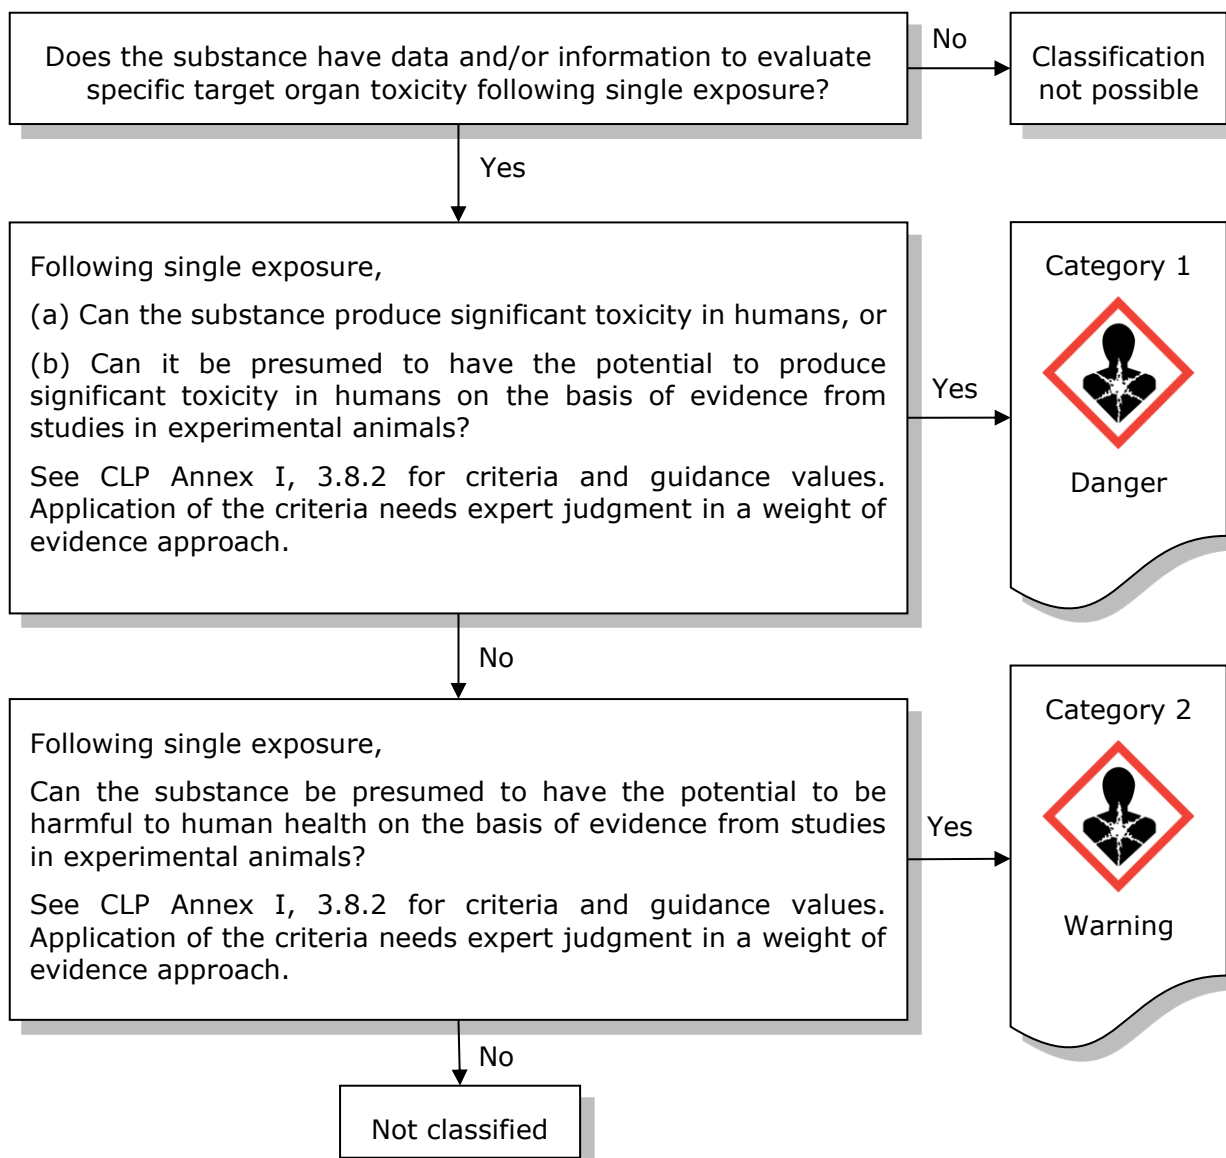 Does the substance have data and/or information to evaluate
specific target organ toxicity following single exposure?
No
Classification
not possible
Yes
Following single exposure,
(a) Can the substance produce significant toxicity in humans, or
(b) Can it be presumed to have the potential to produce
significant toxicity in humans on the basis of evidence from
studies in experimental animals?
See CLP Annex I, 3.8.2 for criteria and guidance values.
Application of the criteria needs expert judgment in a weight of
evidence approach.
Yes
Category 1
Danger
No
Following single exposure,
Can the substance be presumed to have the potential to be
harmful to human health on the basis of evidence from studies
in experimental animals?
See CLP Annex I, 3.8.2 for criteria and guidance values.
Application of the criteria needs expert judgment in a weight of
evidence approach.
Yes
Category 2
Warning
No
Not classified